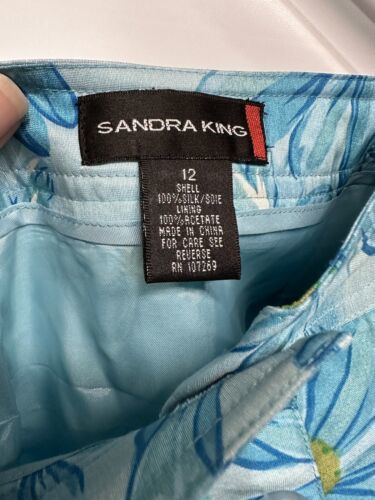 SANDRA KING
12
SHELL
100%SILK/SOIE
LINING
100%ACETATE
MADE IN CHINA
FOR CARE SEE
REVERSE
RN 107269